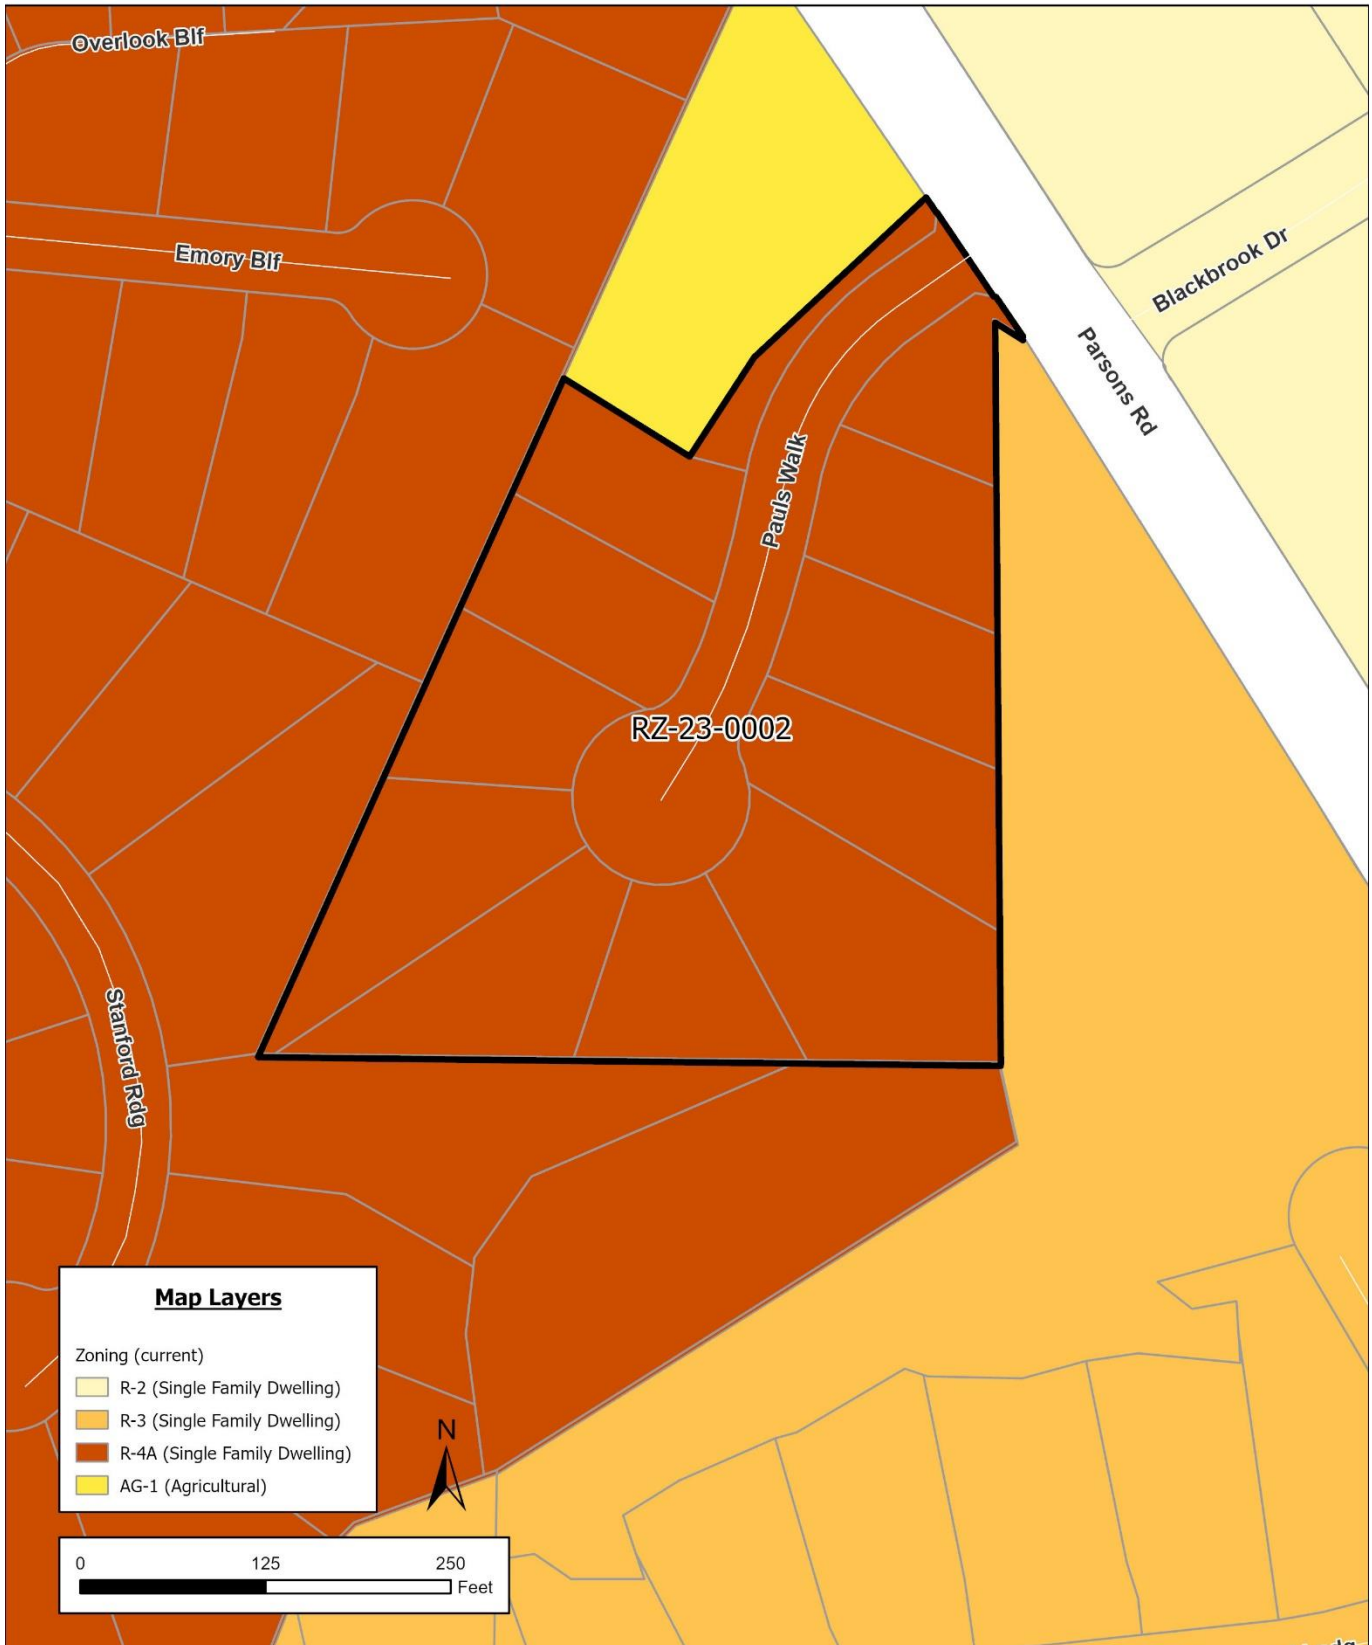 Overlook Blf
Emory Blf
Blackbrook Dr
Parsons Rd
Pauls Walk
RZ-23-0002
Stanford Rdg
Map Layers
Zoning (current)
R-2 (Single Family Dwelling)
R-3 (Single Family Dwelling)
R-4A (Single Family Dwelling)
AG-1 (Agricultural)
N
0 125 250
Feet